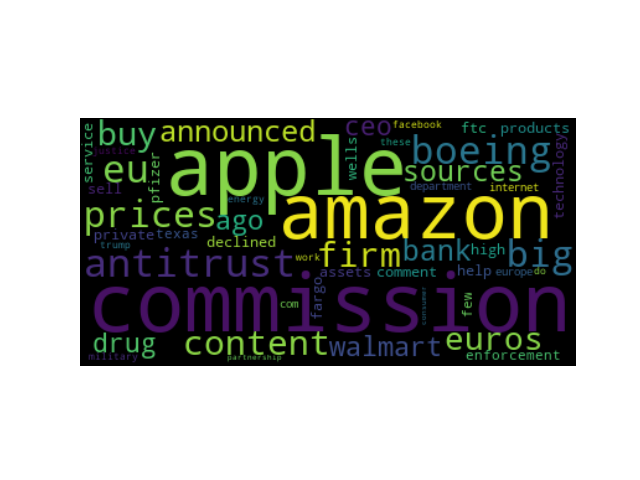 service
buy
announced
ceo
facebook
ftc
products
justice
eu
pfizer
apple
wells
these
boeing
sources
technology
sell
energy
department
internet
prices
ago
amazon
private
texas
trump
declined
work
firm
bank
high
big
antitrust
fargo
assets
comment
help
europe
do
commission
com
consumer
few
drug
content
walmart
euros
military
partnership
enforcement